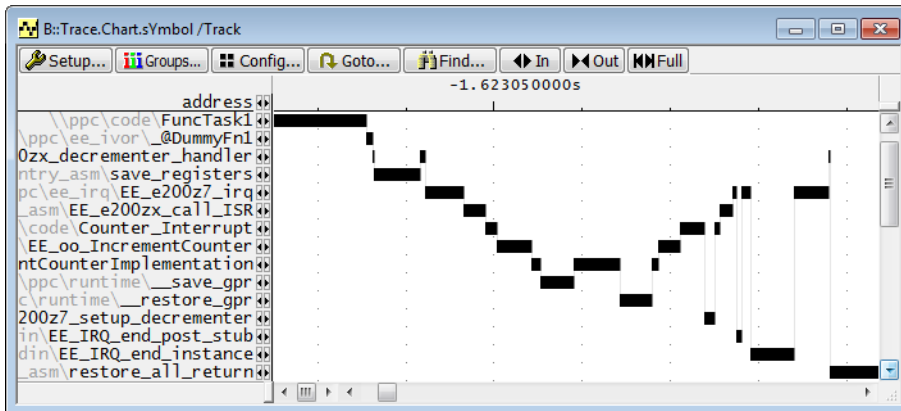 B::Trace.Chart.sYmbol /Track
Setup... Groups... Config... Goto... Find... In Out Full
-1.623050000s
address
\\ppc\code\FuncTask1
\ppc\ee_ivor\_@DummyFn1
0zx_decrementer_handler
ntry_asm\save_registers
pc\ee_irq\EE_e200z7_irq
_asm\EE_e200zx_call_ISR
\code\Counter_Interrupt
\EE_oo_IncrementCounter
ntCounterImplementation
\ppc\runtime\__save_gpr
c\runtime\__restore_gpr
200z7_setup_decrementer
in\EE_IRQ_end_post_stub
din\EE_IRQ_end_instance
_asm\restore_all_return